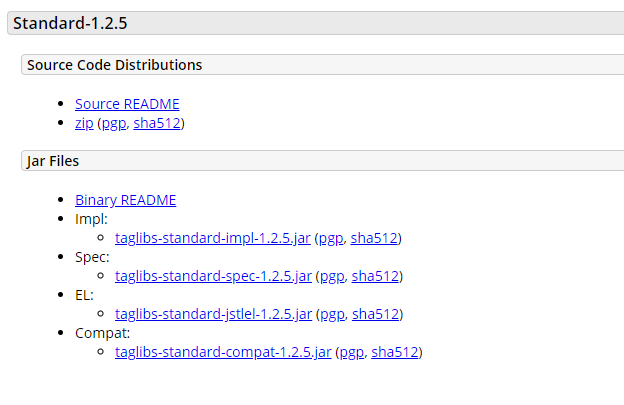 Standard-1.2.5
Source Code Distributions
Source README
zip (pgp, sha512)
Jar Files
Binary README
Impl:
taglibs-standard-impl-1.2.5.jar (pgp, sha512)
Spec:
taglibs-standard-spec-1.2.5.jar (pgp, sha512)
EL:
taglibs-standard-jstlel-1.2.5.jar (pgp, sha512)
Compat:
taglibs-standard-compat-1.2.5.jar (pgp, sha512)